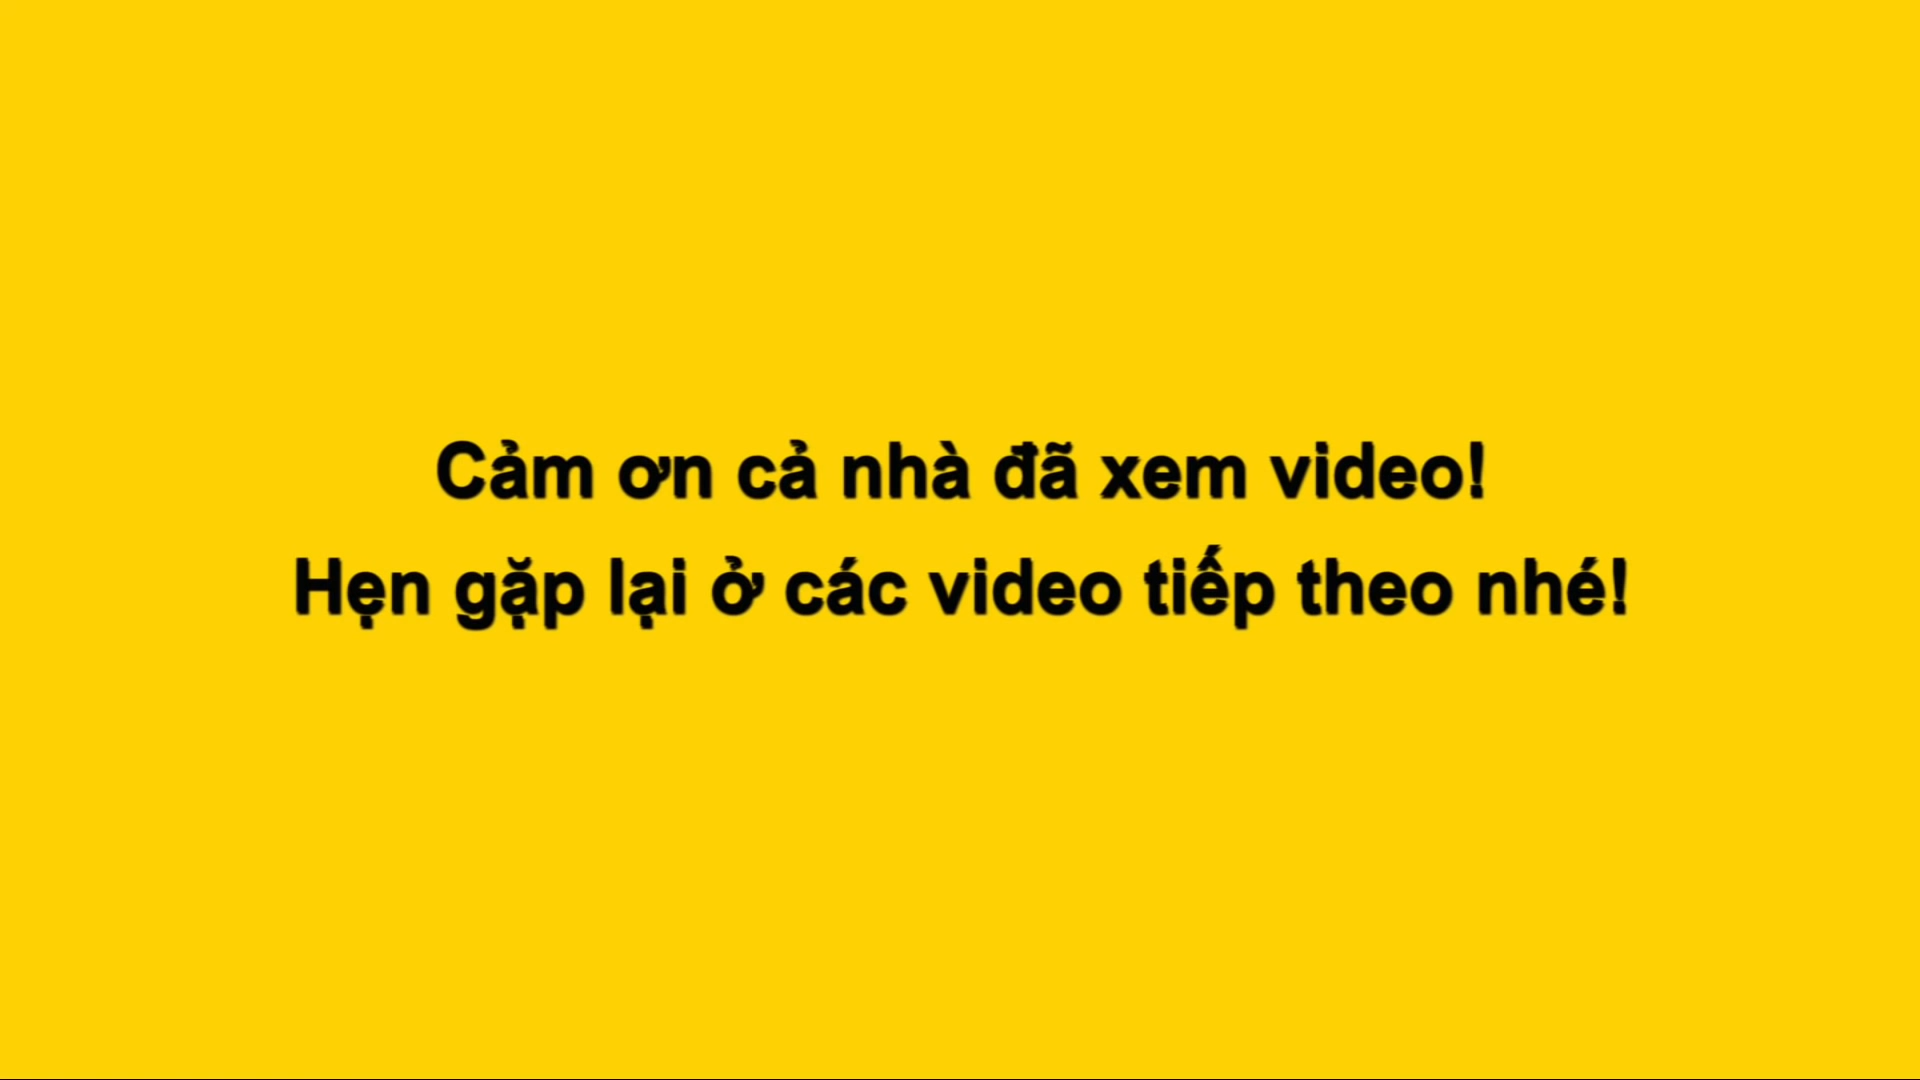 Cảm ơn cả nhà đã xem video!
Hẹn gặp lại ở các video tiếp theo nhé!